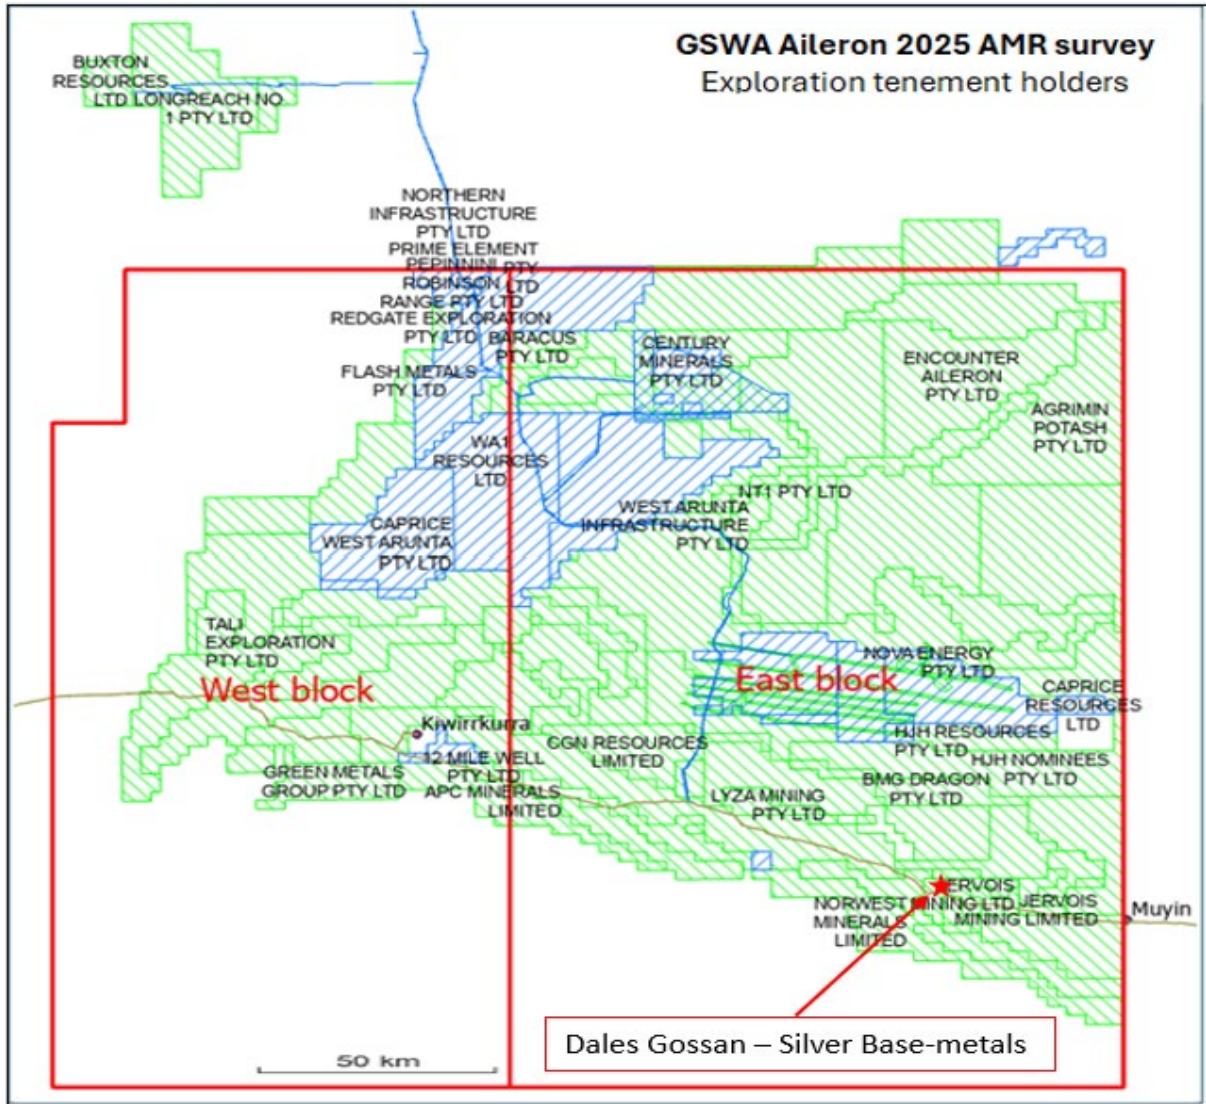 GSWA Aileron 2025 AMR survey
Exploration tenement holders
BUXTON
RESOURCES
LTD LONGREACH NO
1 PTY LTD
NORTHERN
INFRASTRUCTURE
PTY LTD
PRIME ELEMENT
PEPINNINI PTY
ROBINSON LTD
RANGE PTY LTD
REDGATE EXPLORATION
PTY LTD BARACUS
PTY LTD
FLASH METALS
PTY LTD
CENTURY
MINERALS
PTY LTD
ENCOUNTER
AILERON
PTY LTD
AGRIMIN
POTASH
PTY LTD
WA1
RESOURCES
LTD
NT1 PTY LTD
WEST ARUNTA
INFRASTRUCTURE
PTY LTD
CAPRICE
WEST ARUNTA
PTY LTD
TALI
EXPLORATION
PTY LTD
West block
NOVA ENERGY
PTY LTD
East block
CAPRICE
RESOURCES
LTD
Kiwirrkurra
12 MILE WELL
PTY LTD
GREEN METALS
GROUP PTY LTD
APC MINERALS
LIMITED
CGN RESOURCES
LIMITED
HJH RESOURCES
PTY LTD
HJH NOMINEES
PTY LTD
BMG DRAGON
PTY LTD
LYZA MINING
PTY LTD
ERVOIS
MINING LTD
NORWEST
MINERALS
LIMITED
JERVOIS
MINING LIMITED
Muyin
Dales Gossan – Silver Base-metals
50 km